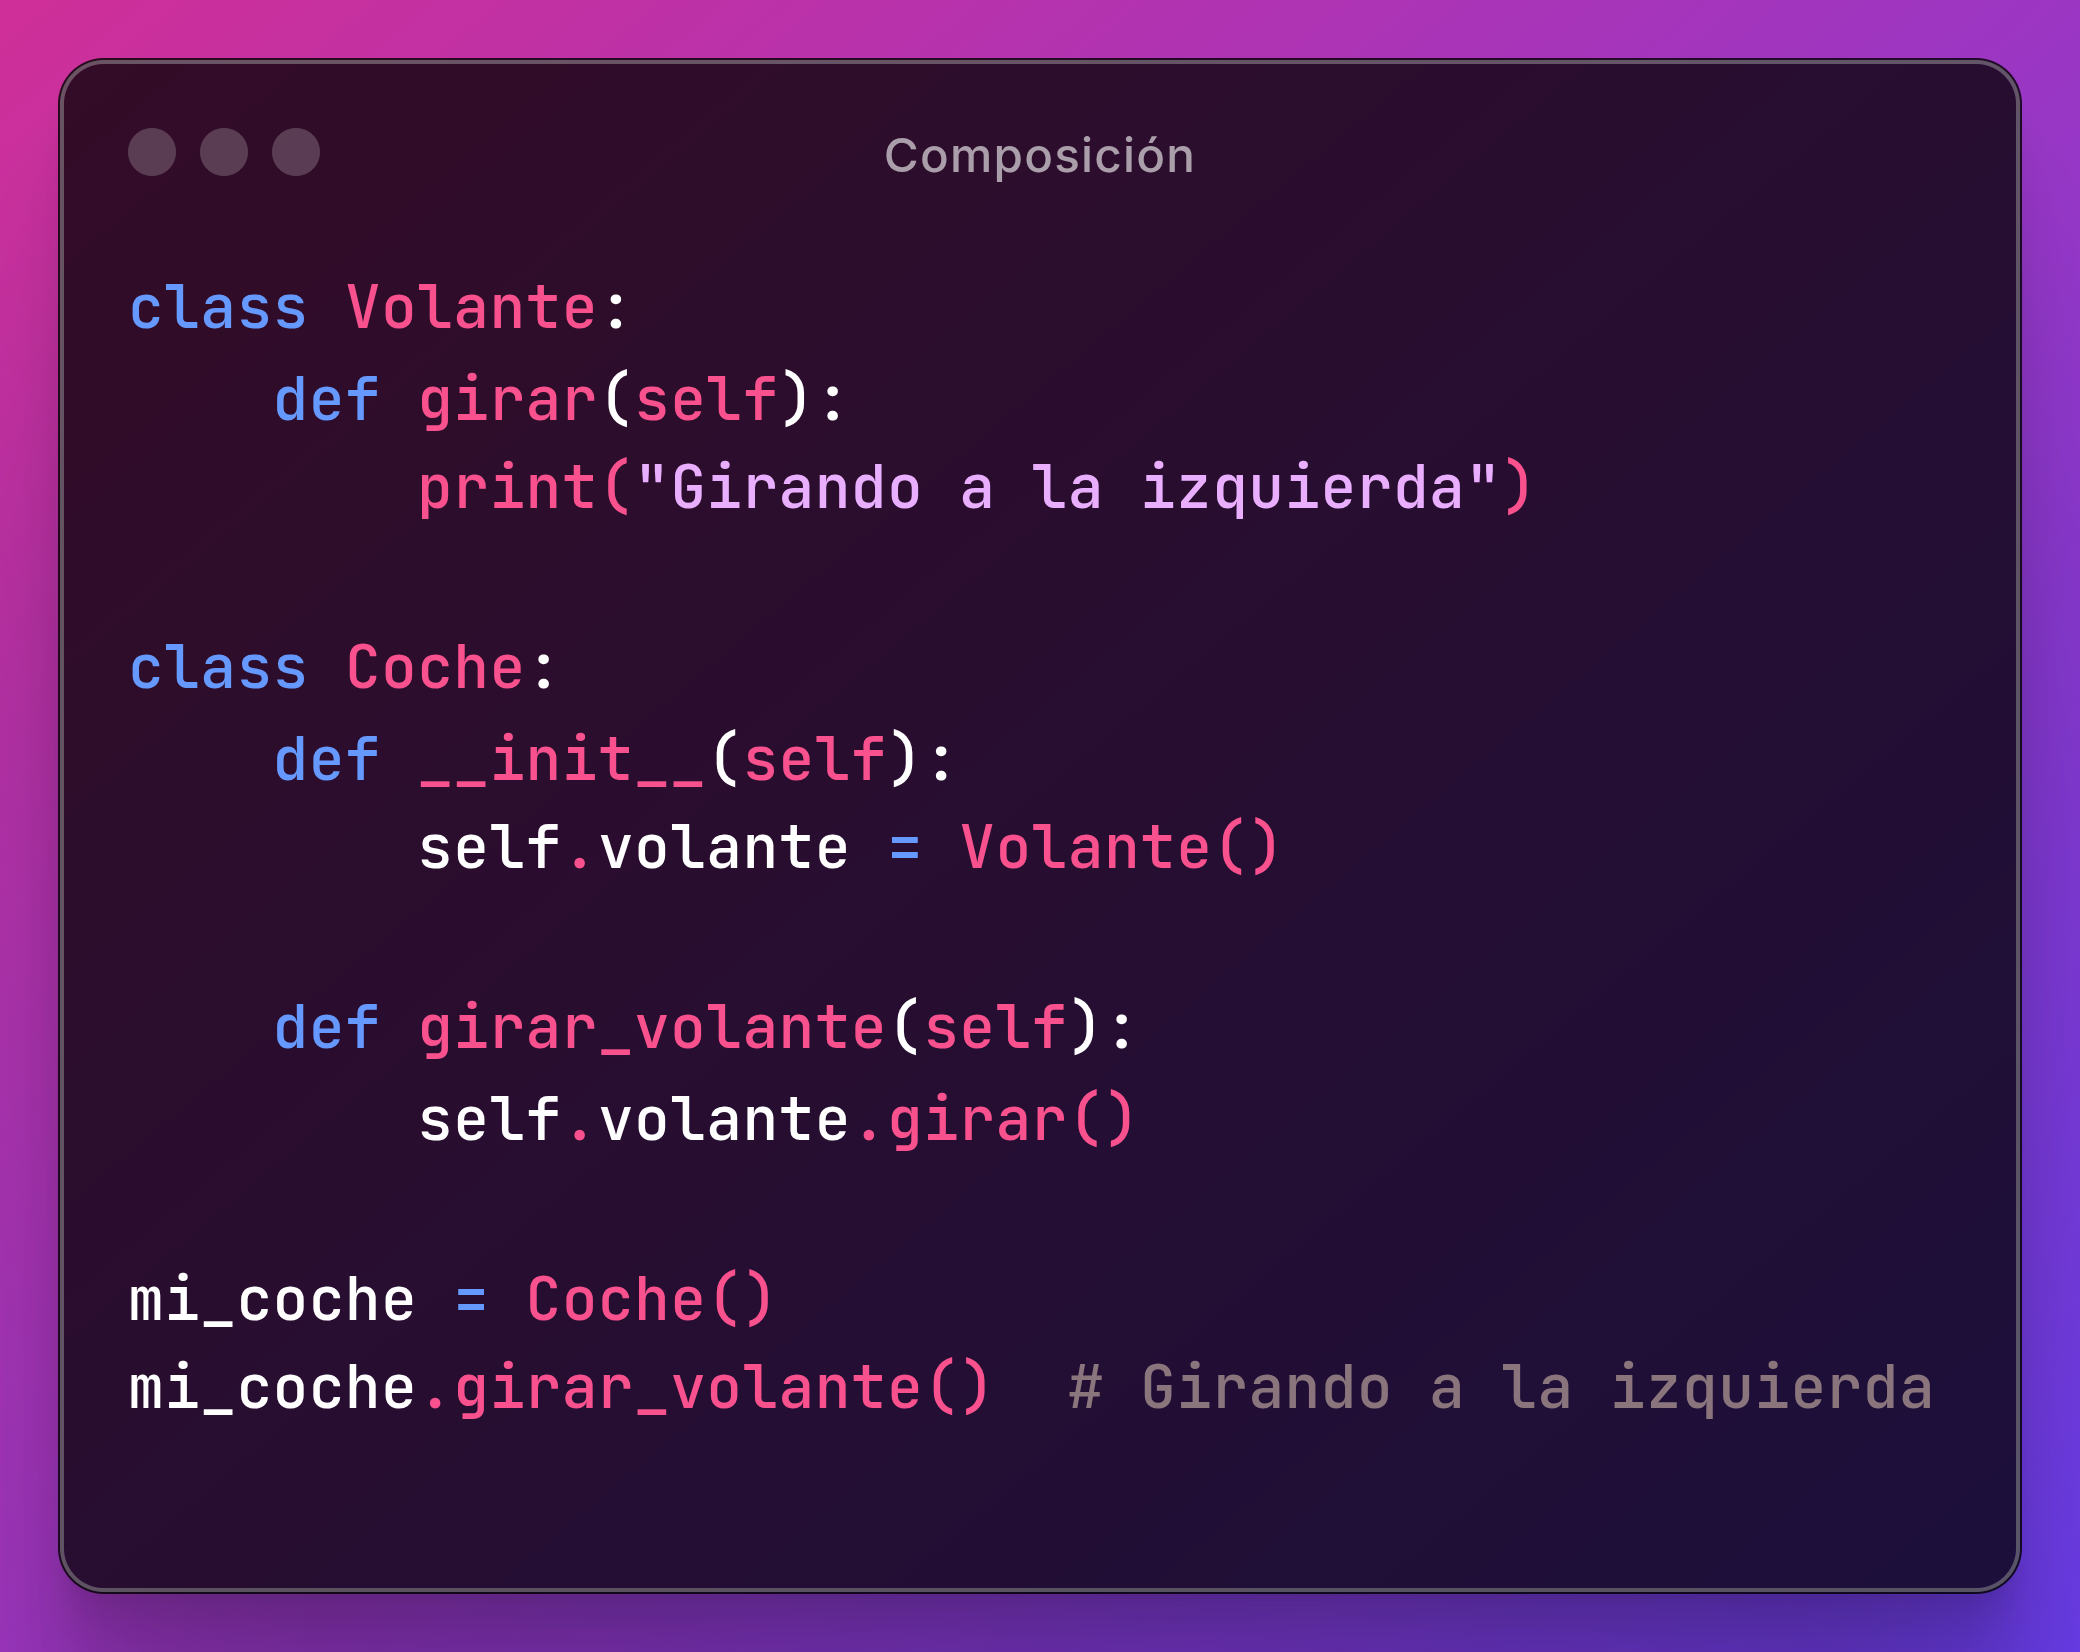 Composición
class Volante:
    def girar(self):
        print("Girando a la izquierda")

class Coche:
    def __init__(self):
        self.volante = Volante()

    def girar_volante(self):
        self.volante.girar()

mi_coche = Coche()
mi_coche.girar_volante()  # Girando a la izquierda